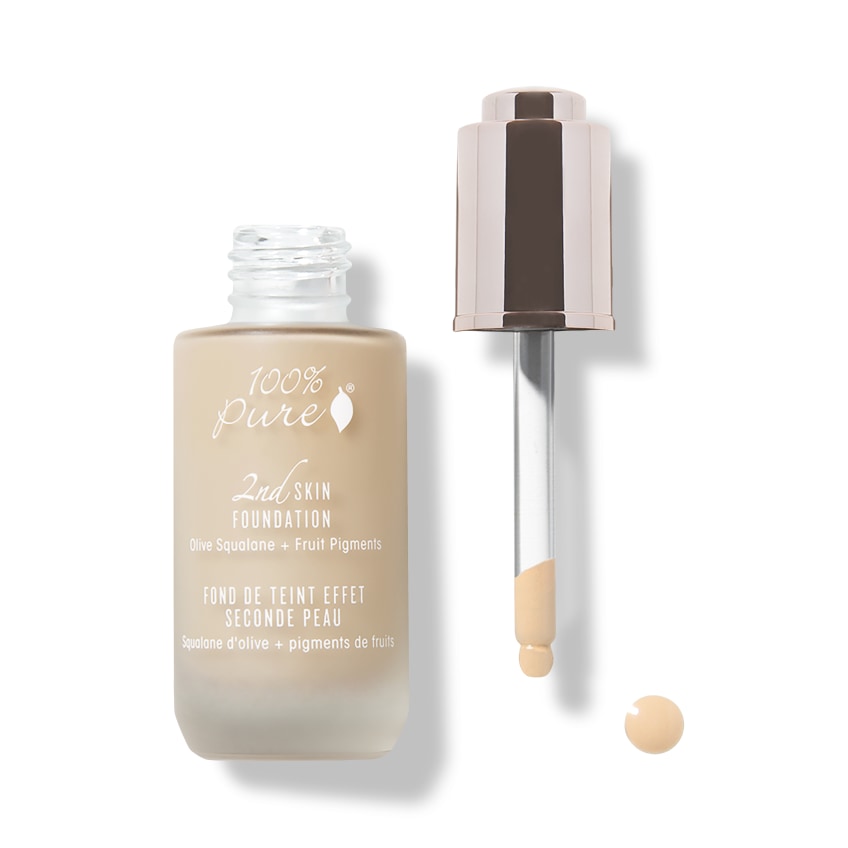 100%
Pure®
2nd SKIN
FOUNDATION
Olive Squalane + Fruit Pigments
FOND DE TEINT EFFET
SECONDE PEAU
Squalane d'olive + pigments de fruits